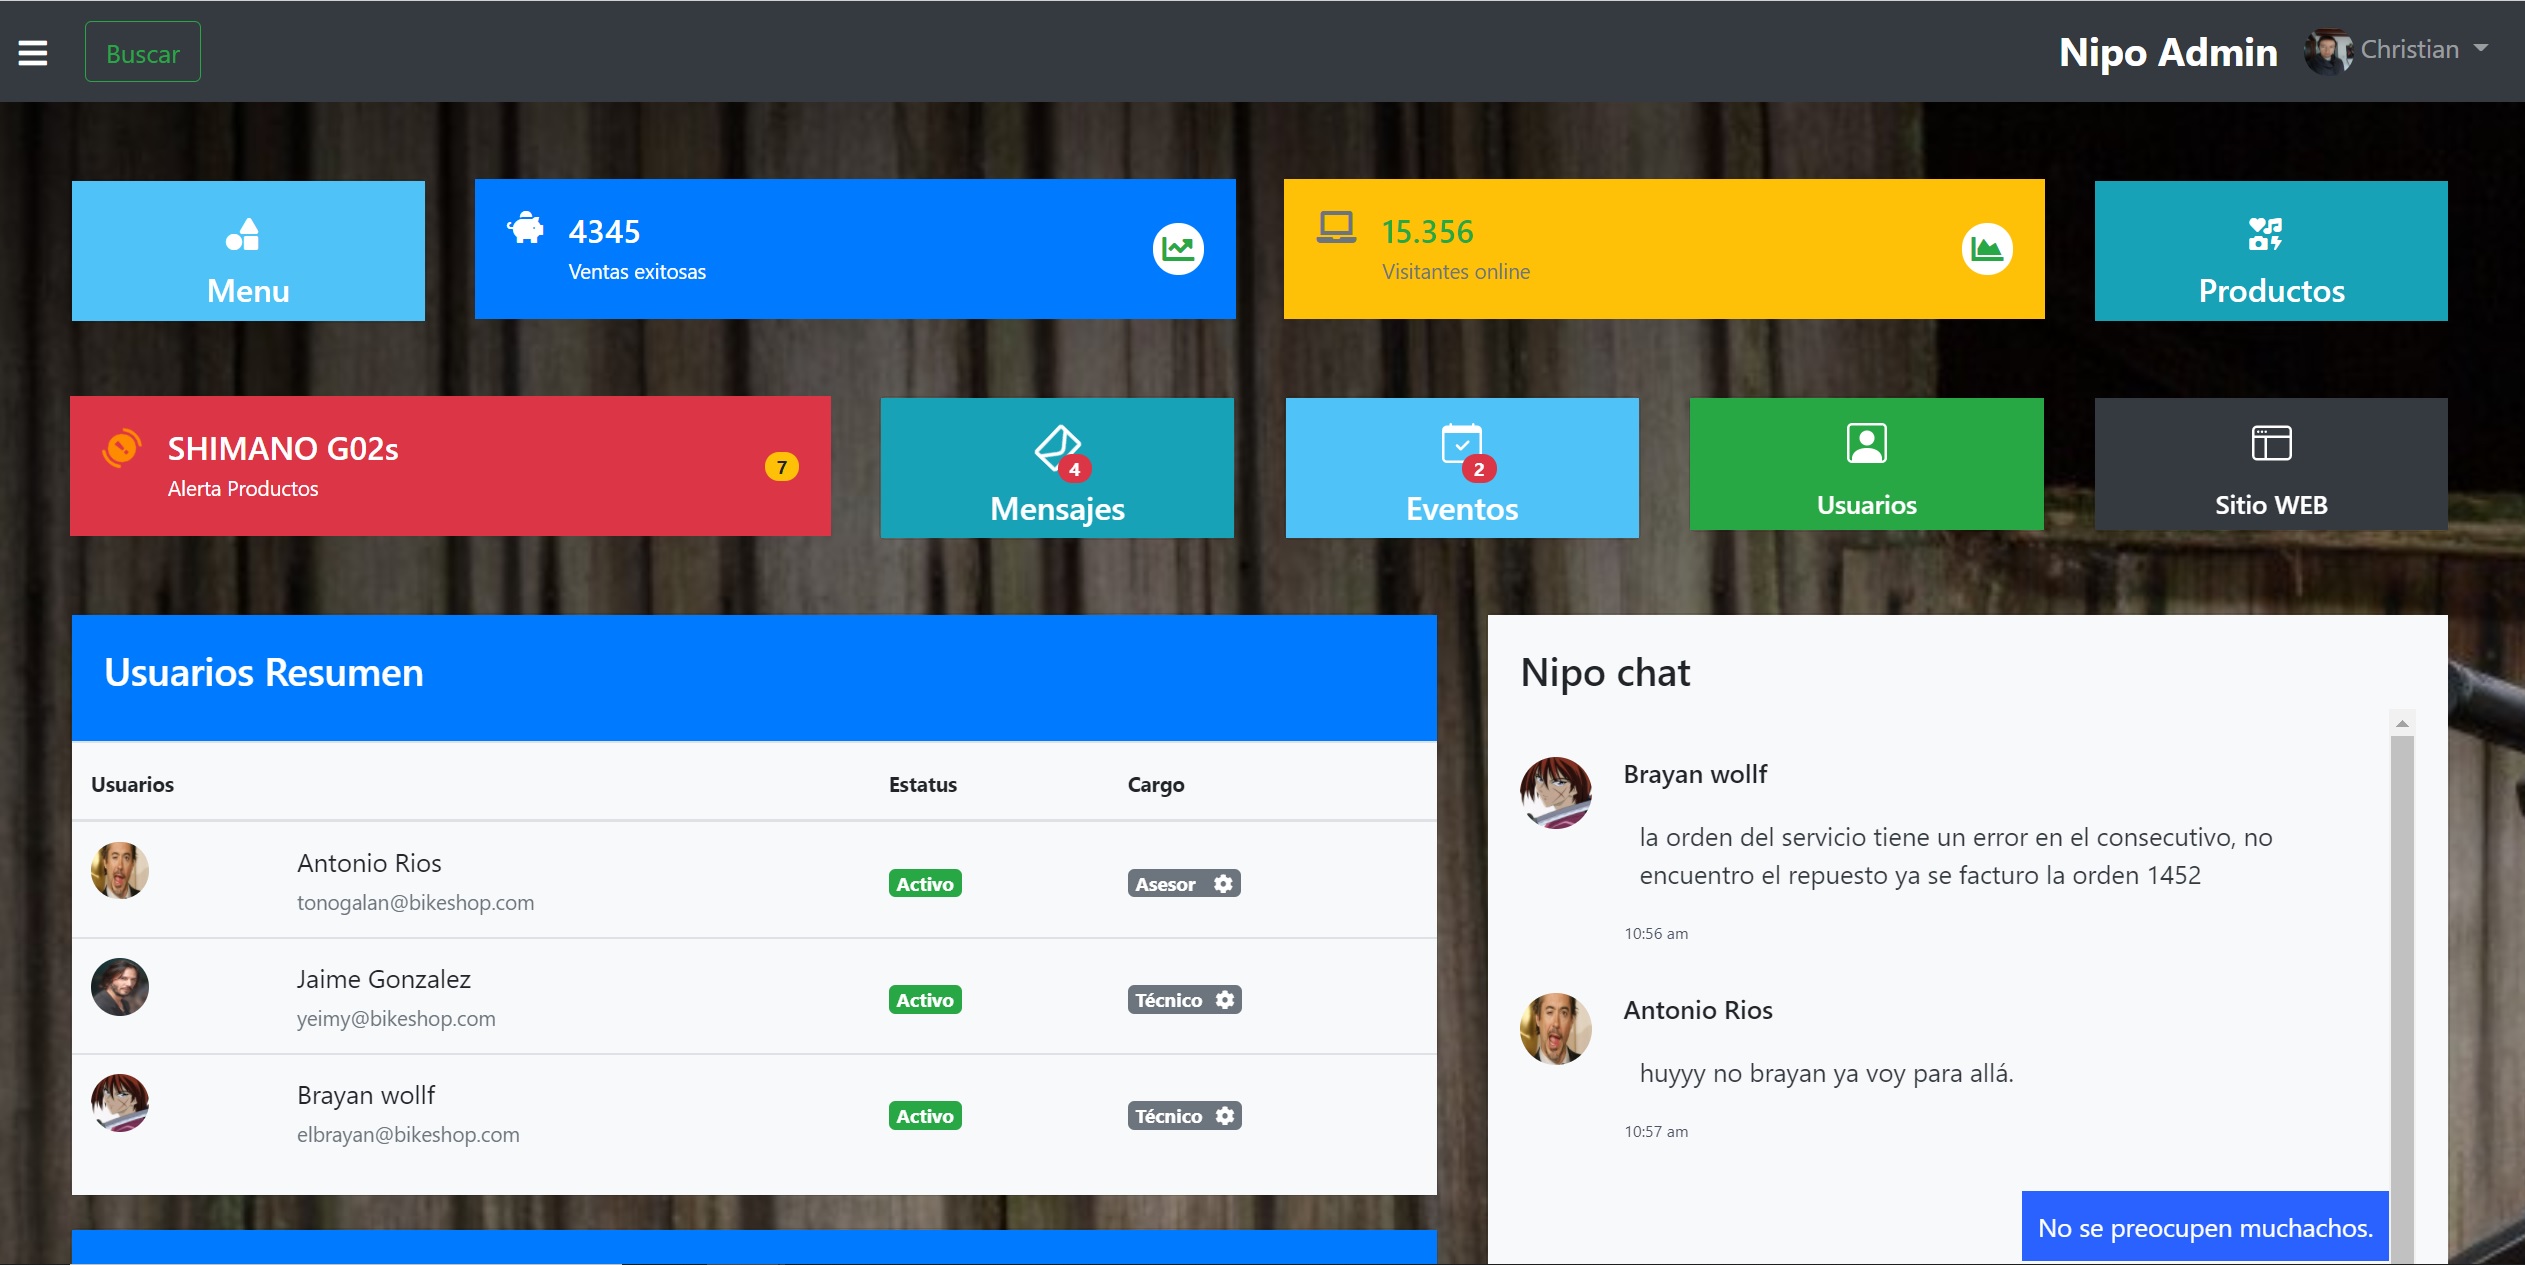 Buscar
Nipo Admin
Christian
Menu
4345
Ventas exitosas
15.356
Visitantes online
Productos
SHIMANO G02s
Alerta Productos
7
4
Mensajes
2
Eventos
Usuarios
Sitio WEB
Usuarios Resumen
Usuarios Estatus Cargo
Antonio Rios
tonogalan@bikeshop.com
Activo
Asesor
Jaime Gonzalez
yeimy@bikeshop.com
Activo
Técnico
Brayan wollf
elbrayan@bikeshop.com
Activo
Técnico
Nipo chat
Brayan wollf
la orden del servicio tiene un error en el consecutivo, no
encuentro el repuesto ya se facturo la orden 1452
10:56 am
Antonio Rios
huyyy no brayan ya voy para allá.
10:57 am
No se preocupen muchachos.